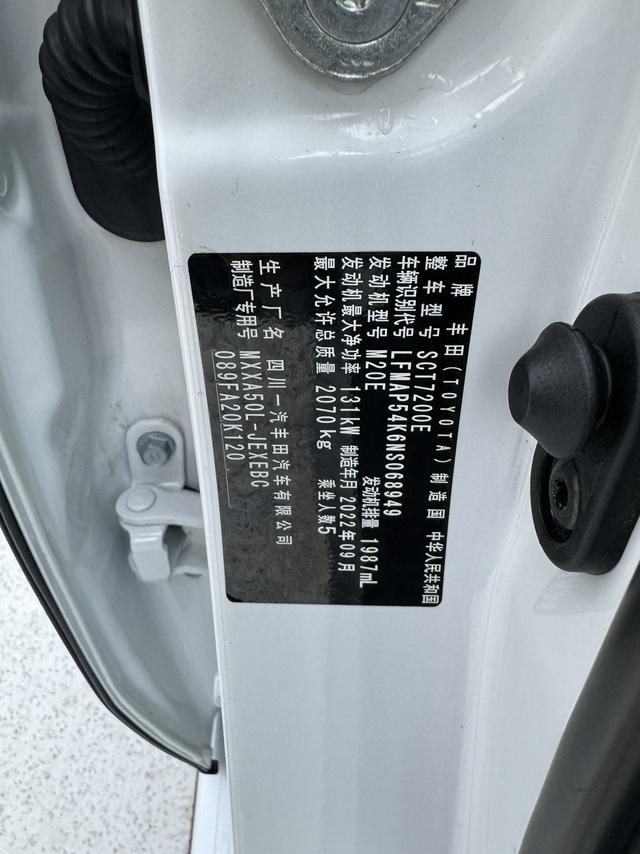 品牌 丰田(TOYOTA) 制造国 中华人民共和国
整车型号 SCT7200E
车辆识别代号 LFMAP54K6NS068949
发动机型号 M20E 发动机排量 1987mL
发动机最大净功率 131kW 制造年月 2022年09月
最大允许总质量 2070kg 乘坐人数5
生产厂名 四川一汽丰田汽车有限公司
制造厂专用号 MXXA50L-JEXEBC
089FA20K120